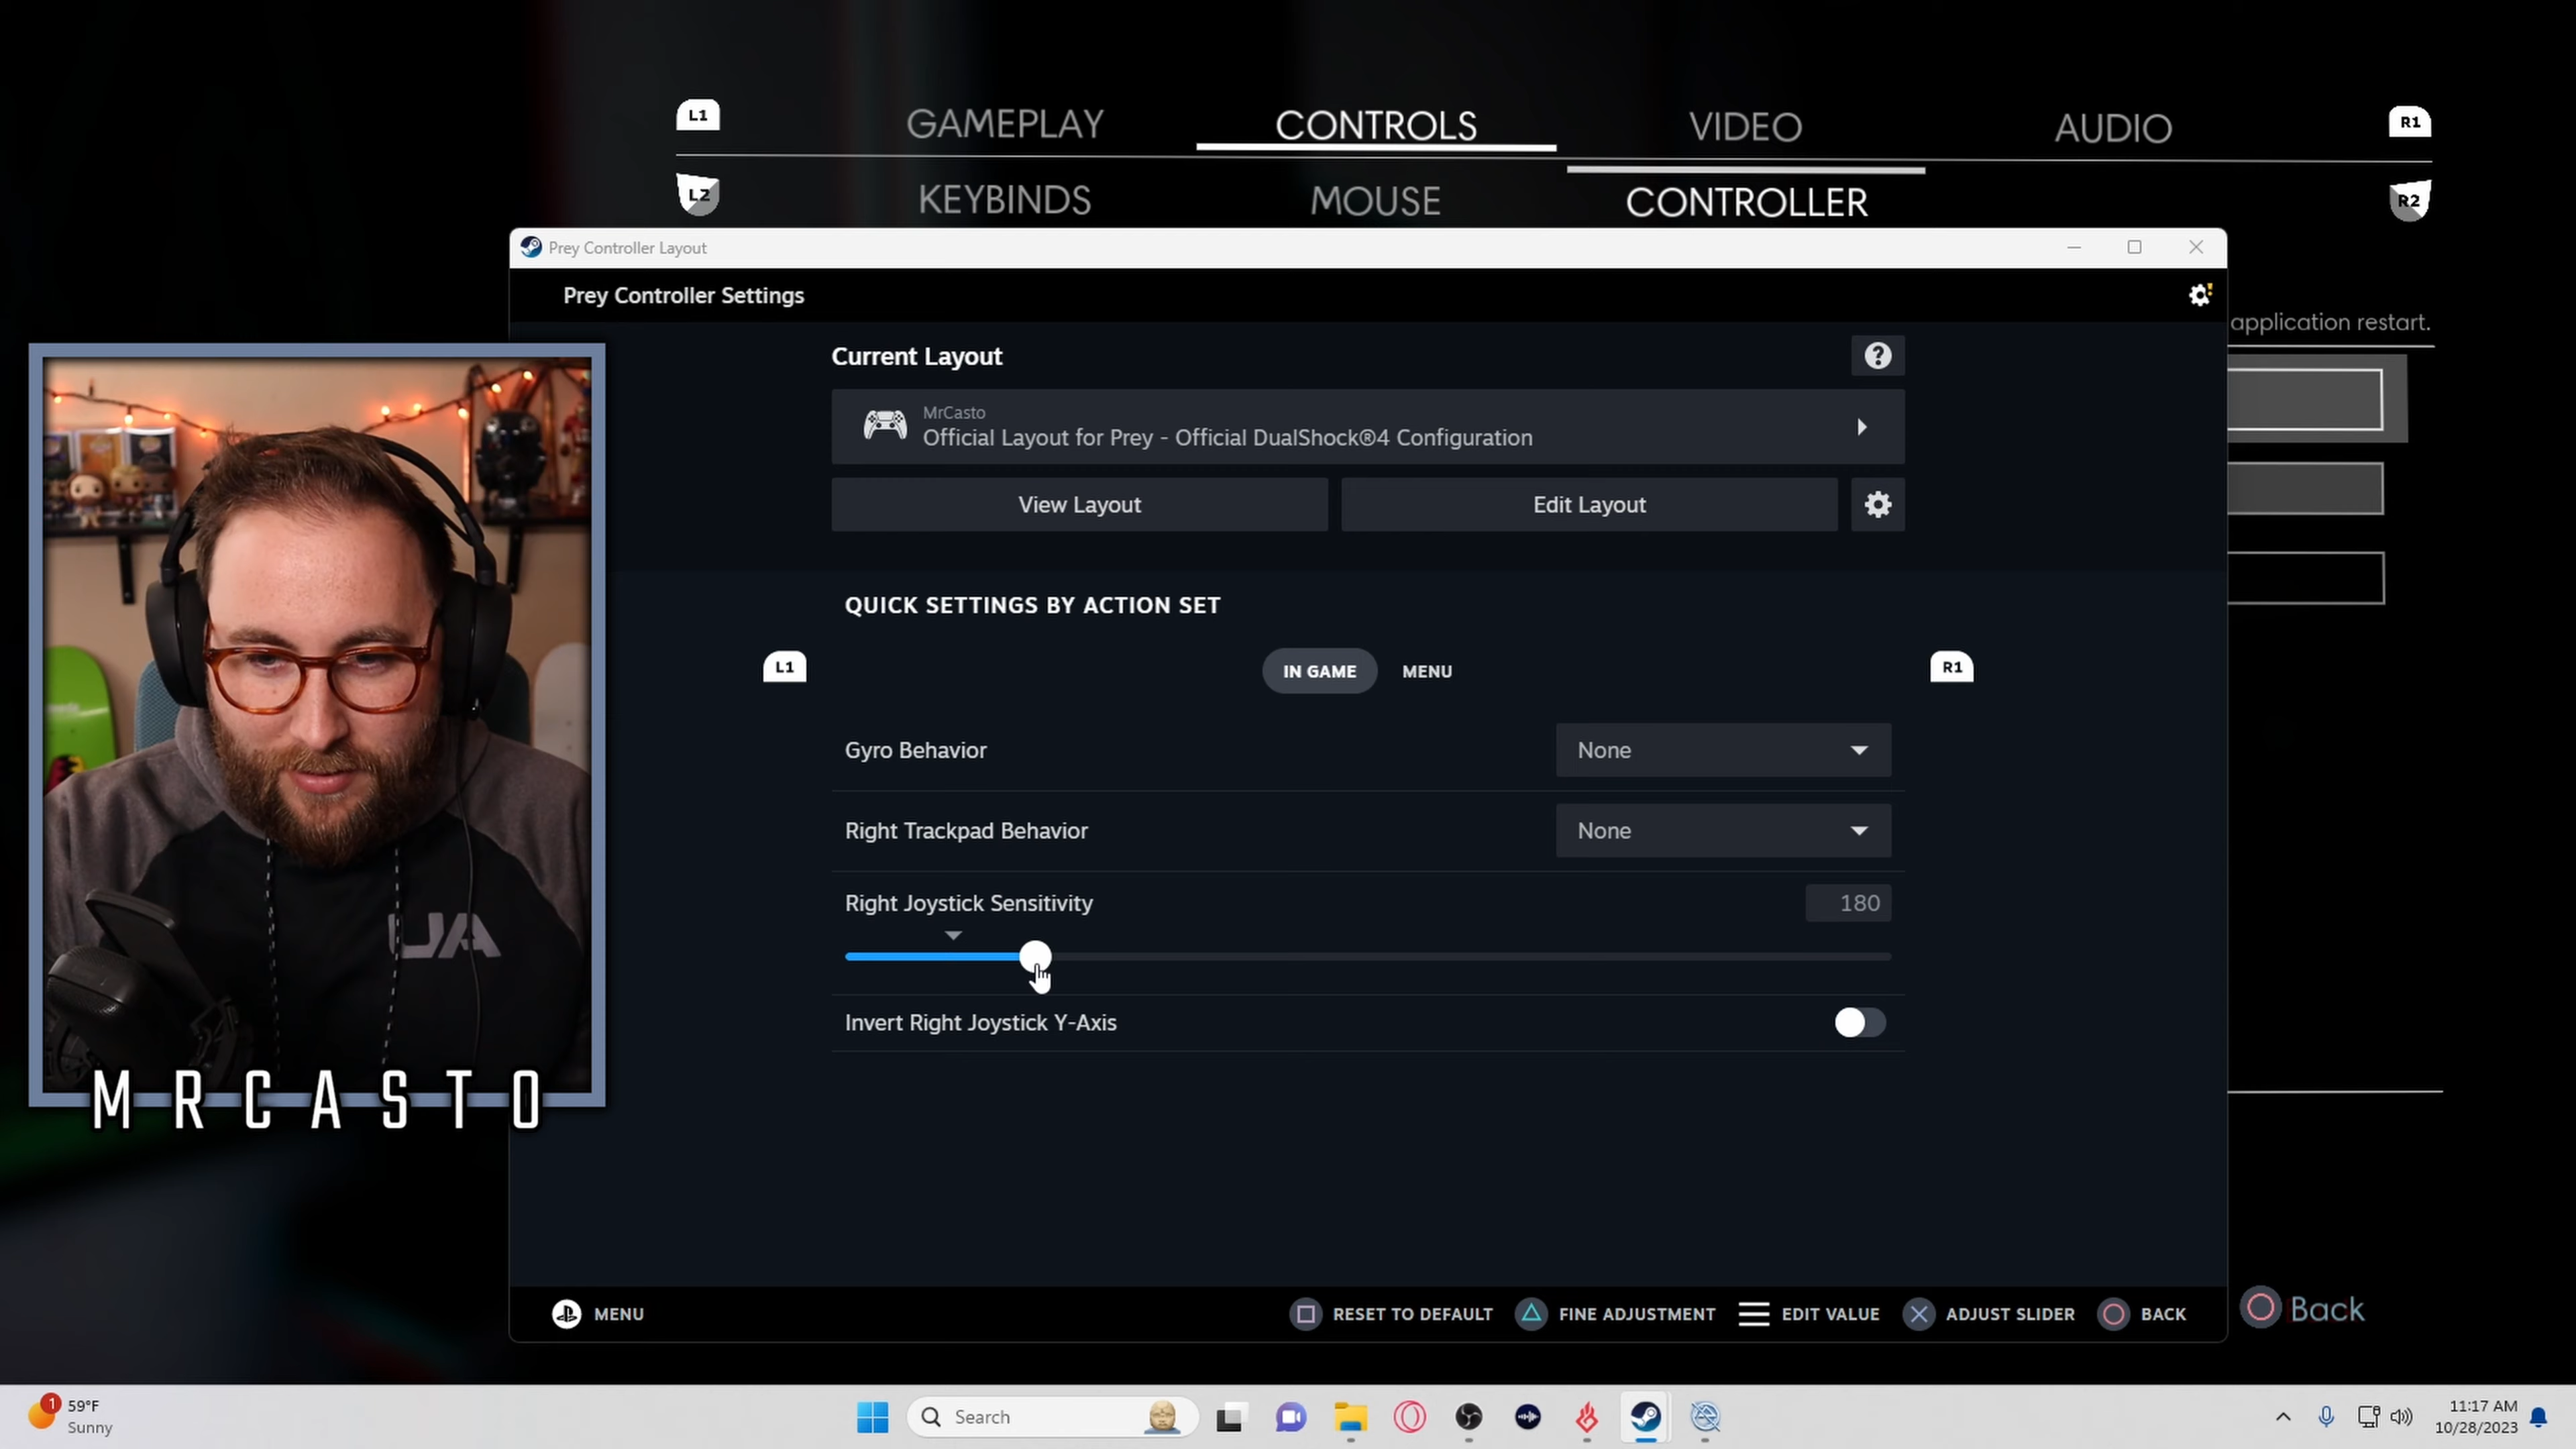 L1
GAMEPLAY
CONTROLS
VIDEO
AUDIO
R1
L2
KEYBINDS
MOUSE
CONTROLLER
R2
Prey Controller Layout
Prey Controller Settings
application restart.
Current Layout
?
MrCasto
Official Layout for Prey - Official DualShock®4 Configuration
View Layout
Edit Layout
QUICK SETTINGS BY ACTION SET
L1
IN GAME
MENU
R1
Gyro Behavior
None
Right Trackpad Behavior
None
Right Joystick Sensitivity
180
Invert Right Joystick Y-Axis
UA
MRCASTO
MENU
RESET TO DEFAULT
FINE ADJUSTMENT
EDIT VALUE
ADJUST SLIDER
BACK
Back
1
59°F
Sunny
Search
11:17 AM
10/28/2023